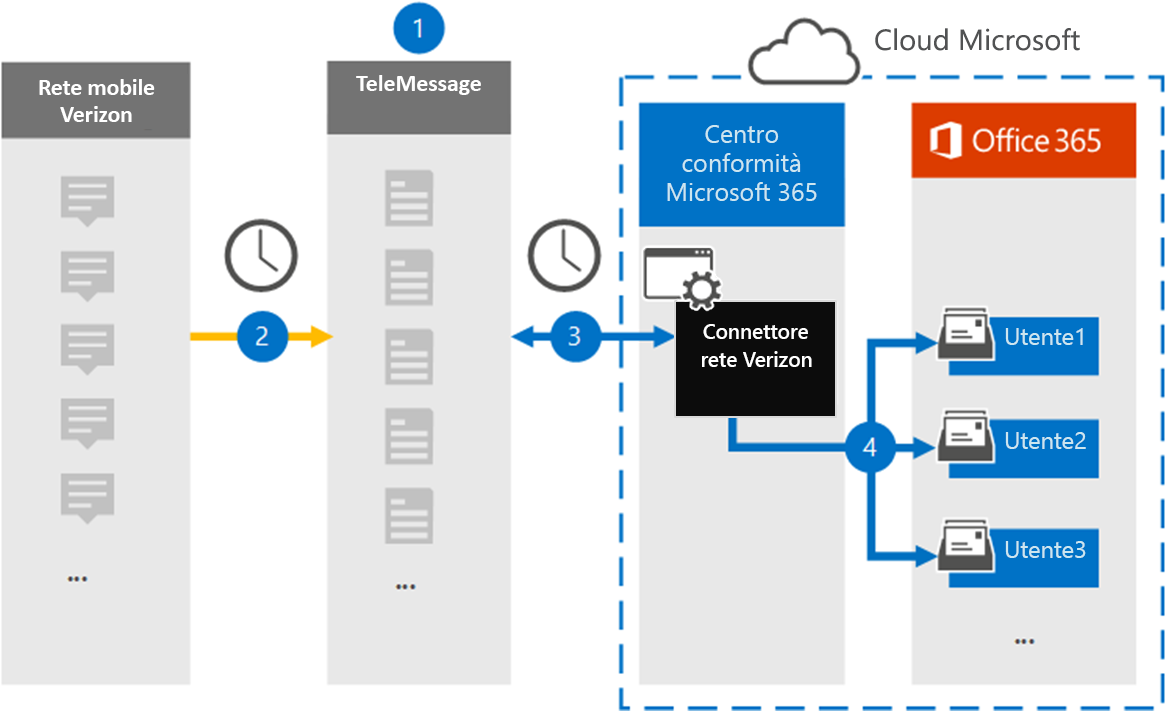 1
Cloud Microsoft
Rete mobile
Verizon
TeleMessage
Centro
conformità
Microsoft 365
Office 365
2
3
Connettore
rete Verizon
4
Utente1
Utente2
Utente3
...
...
...